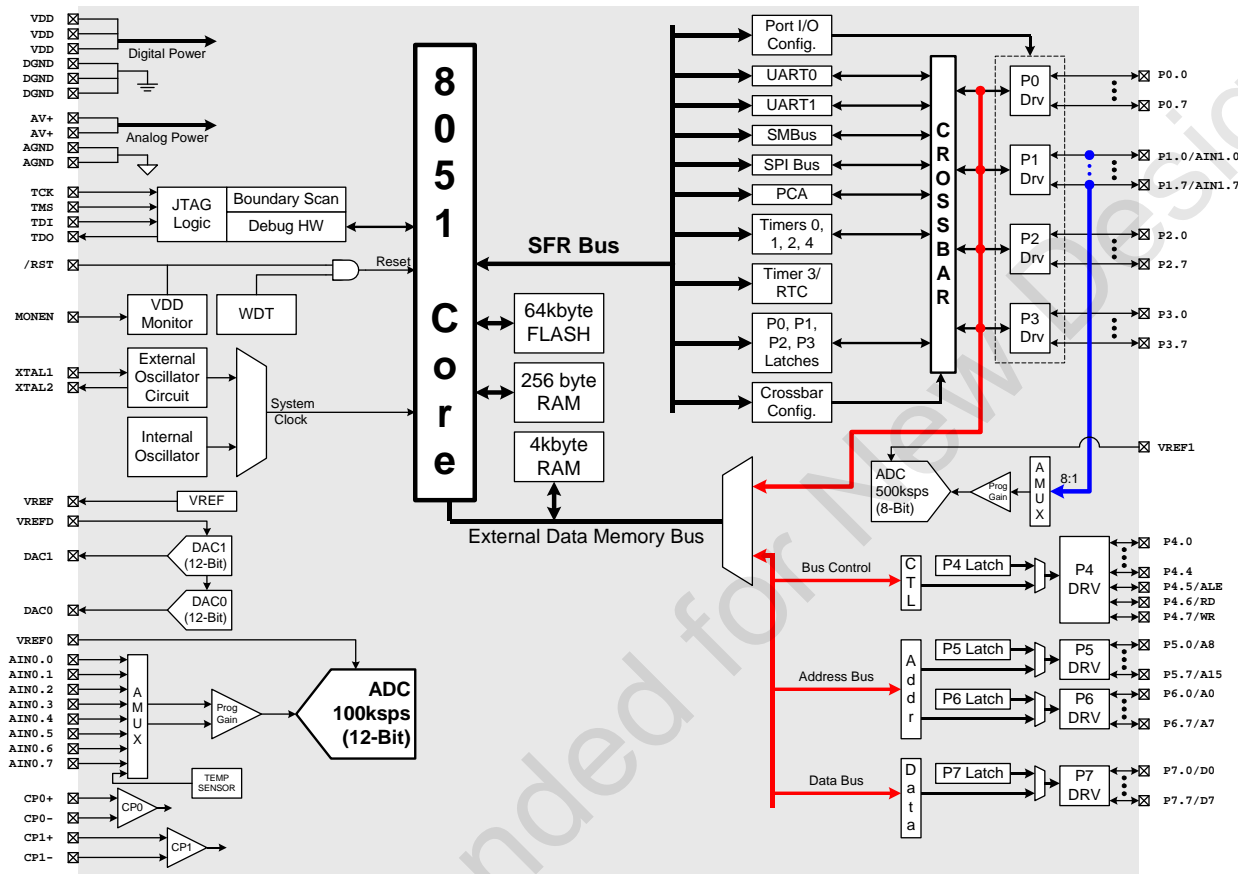 VDD
VDD
VDD
Digital Power
DGND
DGND
DGND
AV+
AV+
Analog Power
AGND
AGND
TCK
TMS
TDI
TDO
JTAG
Logic
Boundary Scan
Debug HW
/RST
Reset
MONEN
VDD
Monitor
WDT
XTAL1
XTAL2
External
Oscillator
Circuit
System
Clock
Internal
Oscillator
VREF
VREF
VREFD
DAC1
DAC1
(12-Bit)
DAC0
DAC0
(12-Bit)
VREF0
AIN0.0
AIN0.1
AIN0.2
AIN0.3
AIN0.4
AIN0.5
AIN0.6
AIN0.7
AMUX
Prog
Gain
ADC
100ksps
(12-Bit)
TEMP
SENSOR
CP0+
CP0-
CP0
CP1+
CP1-
CP1
8051 Core
SFR Bus
64kbyte
FLASH
256 byte
RAM
4kbyte
RAM
External Data Memory Bus
Port I/O
Config.
UART0
UART1
SMBus
SPI Bus
PCA
Timers 0,
1, 2, 4
Timer 3/
RTC
P0, P1,
P2, P3
Latches
Crossbar
Config.
CROSSBAR
P0
Drv
P1
Drv
P2
Drv
P3
Drv
P0.0
P0.7
P1.0/AIN1.0
P1.7/AIN1.7
P2.0
P2.7
P3.0
P3.7
VREF1
ADC
500ksps
(8-Bit)
Prog
Gain
AMUX
8:1
Bus Control
CTL
P4 Latch
P4
DRV
P4.0
P4.4
P4.5/ALE
P4.6/RD
P4.7/WR
Address Bus
Addr
P5 Latch
P5
DRV
P5.0/A8
P5.7/A15
P6 Latch
P6
DRV
P6.0/A0
P6.7/A7
Data Bus
Data
P7 Latch
P7
DRV
P7.0/D0
P7.7/D7
nded for New Desig